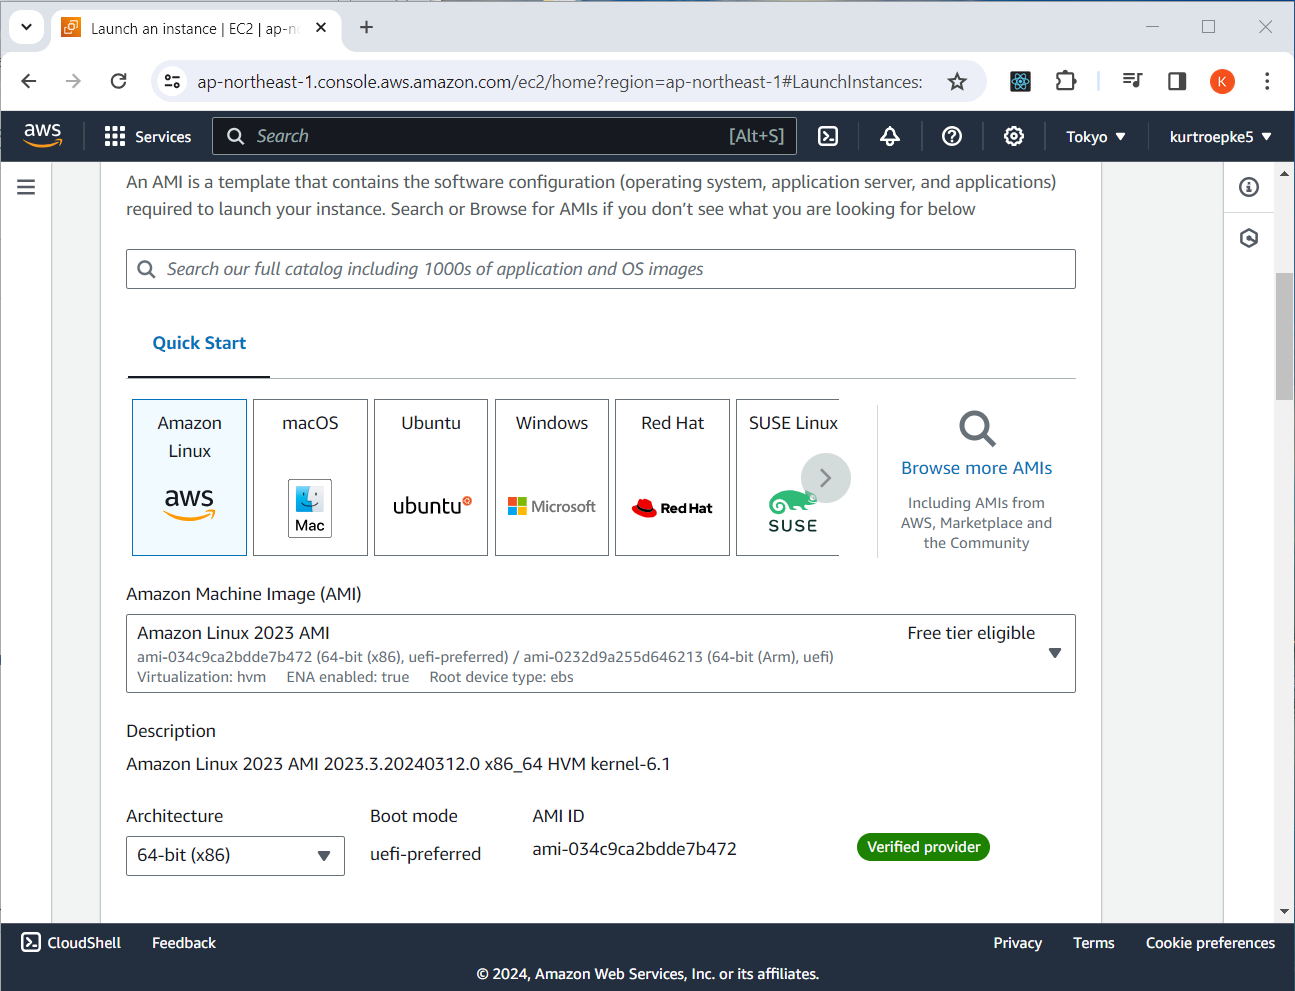 Launch an instance | EC2 | ap-no
ap-northeast-1.console.aws.amazon.com/ec2/home?region=ap-northeast-1#LaunchInstances:
K
aws
Services
Search
[Alt+S]
Tokyo
kurtroepke5
An AMI is a template that contains the software configuration (operating system, application server, and applications)
required to launch your instance. Search or Browse for AMIs if you don’t see what you are looking for below
Search our full catalog including 1000s of application and OS images
Quick Start
Amazon
Linux
aws
macOS
Mac
Ubuntu
ubuntu
Windows
Microsoft
Red Hat
Red Hat
SUSE Linux
SUSE
Browse more AMIs
Including AMIs from
AWS, Marketplace and
the Community
Amazon Machine Image (AMI)
Amazon Linux 2023 AMI
Free tier eligible
ami-034c9ca2bdde7b472 (64-bit (x86), uefi-preferred) / ami-0232d9a255d646213 (64-bit (Arm), uefi)
Virtualization: hvm ENA enabled: true Root device type: ebs
Description
Amazon Linux 2023 AMI 2023.3.20240312.0 x86_64 HVM kernel-6.1
Architecture
Boot mode
AMI ID
64-bit (x86)
uefi-preferred
ami-034c9ca2bdde7b472
Verified provider
CloudShell
Feedback
Privacy
Terms
Cookie preferences
© 2024, Amazon Web Services, Inc. or its affiliates.